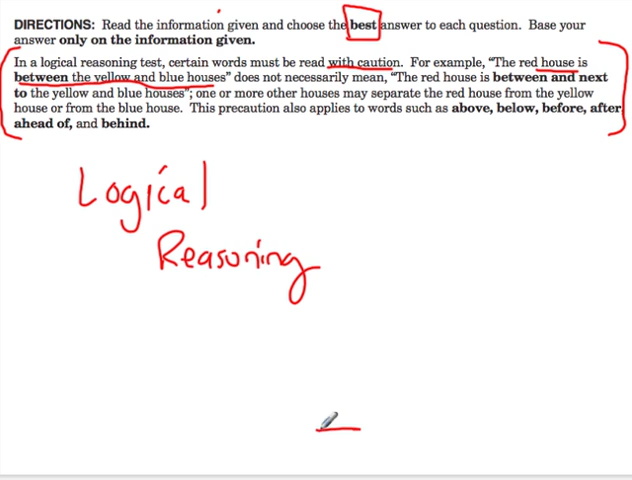 DIRECTIONS: Read the information given and choose the best answer to each question. Base your
answer only on the information given.
In a logical reasoning test, certain words must be read with caution. For example, “The red house is
between the yellow and blue houses” does not necessarily mean, “The red house is between and next
to the yellow and blue houses”; one or more other houses may separate the red house from the yellow
house or from the blue house. This precaution also applies to words such as above, below, before, after,
ahead of, and behind.
Logical
Reasoning